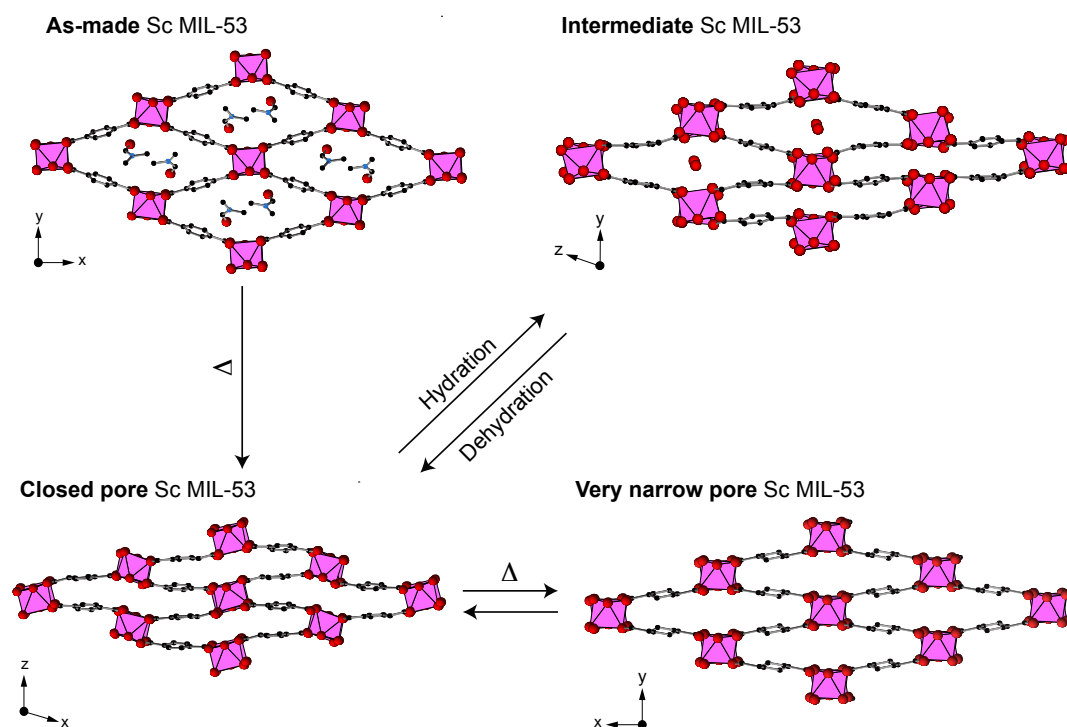 As-made Sc MIL-53
Intermediate Sc MIL-53
y
x
y
z
Δ
Hydration
Dehydration
Closed pore Sc MIL-53
Very narrow pore Sc MIL-53
Δ
z
x
y
x